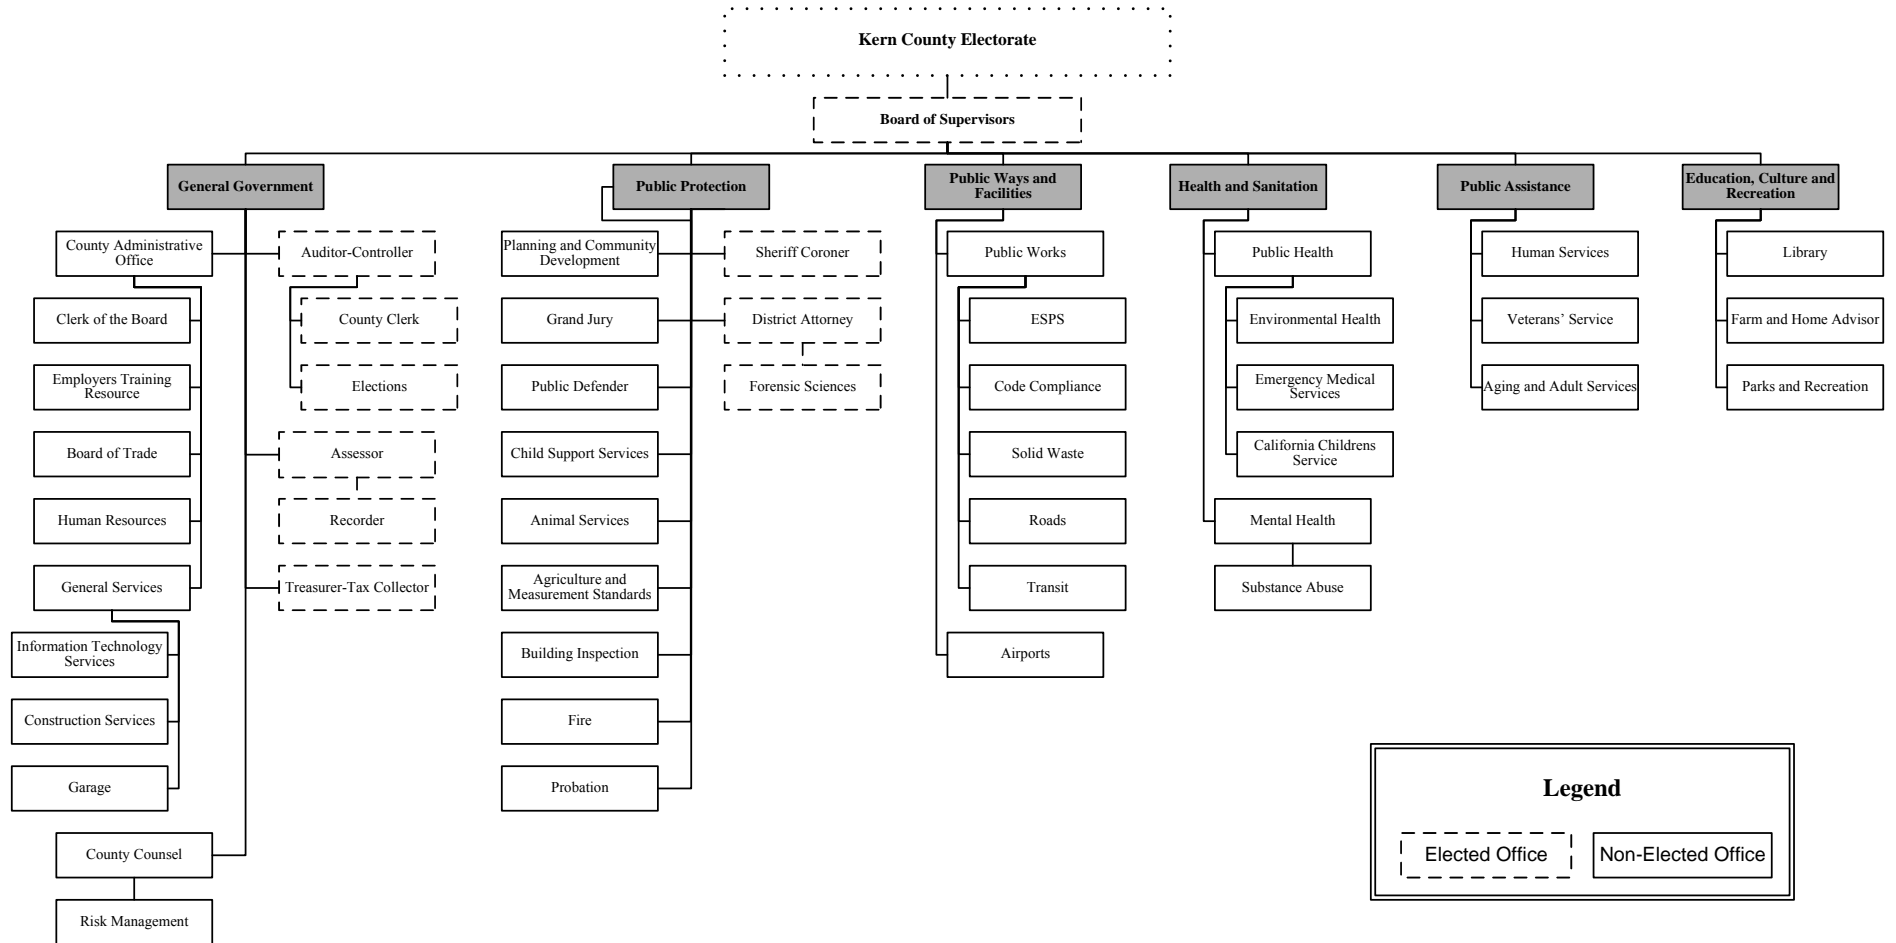 Kern County Electorate
Board of Supervisors
General Government
County Administrative
Office
Clerk of the Board
Employers Training
Resource
Board of Trade
Human Resources
General Services
Information Technology
Services
Construction Services
Garage
County Counsel
Risk Management
Auditor-Controller
County Clerk
Elections
Assessor
Recorder
Treasurer-Tax Collector
Public Protection
Planning and Community
Development
Grand Jury
Public Defender
Child Support Services
Animal Services
Agriculture and
Measurement Standards
Building Inspection
Fire
Probation
Sheriff Coroner
District Attorney
Forensic Sciences
Public Ways and
Facilities
Public Works
ESPS
Code Compliance
Solid Waste
Roads
Transit
Airports
Health and Sanitation
Public Health
Environmental Health
Emergency Medical
Services
California Childrens
Service
Mental Health
Substance Abuse
Public Assistance
Human Services
Veterans’ Service
Aging and Adult Services
Education, Culture and
Recreation
Library
Farm and Home Advisor
Parks and Recreation
Legend
Elected Office
Non-Elected Office